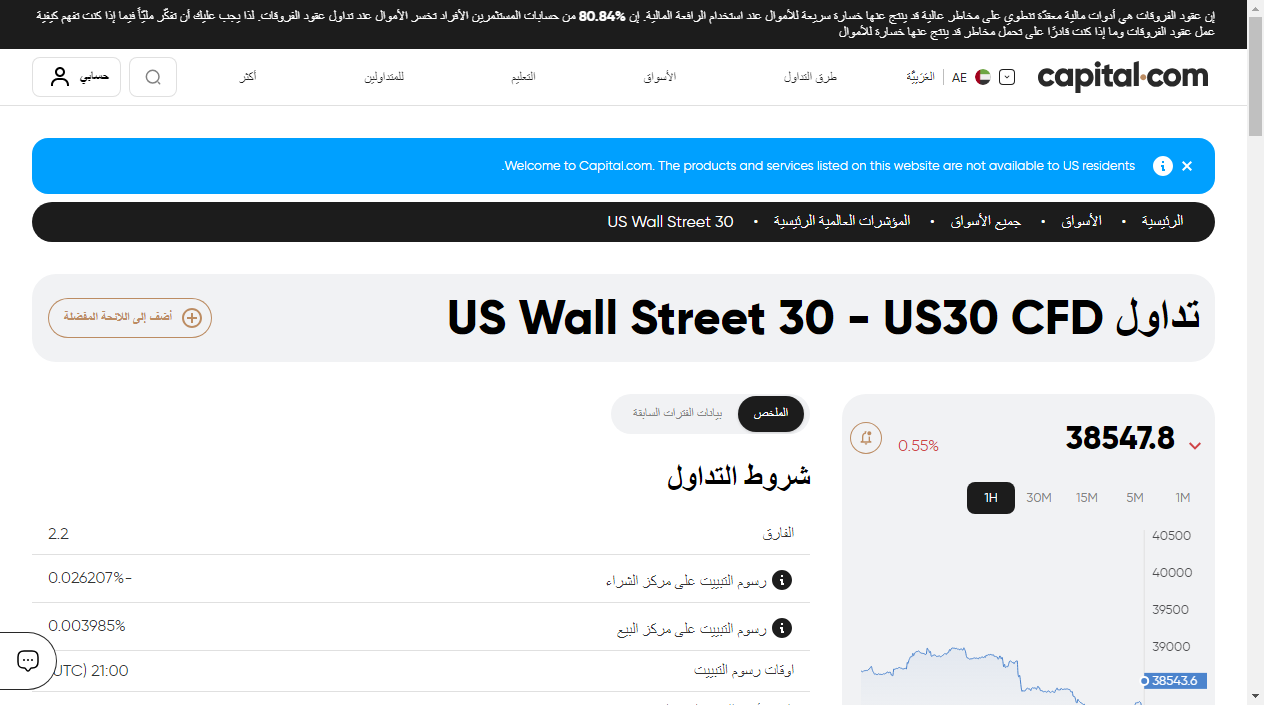 إن عقود الفروقات هي أدوات مالية معقدّة تنطوي على مخاطر عالية قد ينتج عنها خسارة سريعة للأموال عند استخدام الرافعة المالية. إن 80.84% من حسابات المستثمرين الأفراد تخسر الأموال عند تداول عقود الفروقات. لذا يجب عليك أن تفكّر مليّاً فيما إذا كنت تفهم كيفية
عمل عقود الفروقات وما إذا كنت قادرًا على تحمل مخاطر قد ينتج عنها خسارة للأموال
capital.com
AE العَرَبِيَّة
طرق التداول
الأسواق
التعليم
للمتداولين
أكثر
حسابي
Welcome to Capital.com. The products and services listed on this website are not available to US residents.
الرئيسية • الأسواق • جميع الأسواق • المؤشرات العالمية الرئيسية • US Wall Street 30
تداول US Wall Street 30 - US30 CFD
أضف إلى اللائحة المفضلة
38547.8
0.55%
1H 30M 15M 5M 1M
40500
40000
39500
39000
38543.6
الملخص
بيانات الفترات السابقة
شروط التداول
الفارق 2.2
رسوم التبييت على مركز الشراء -0.026207%
رسوم التبييت على مركز البيع 0.003985%
اوقات رسوم التبييت 21:00 (UTC)